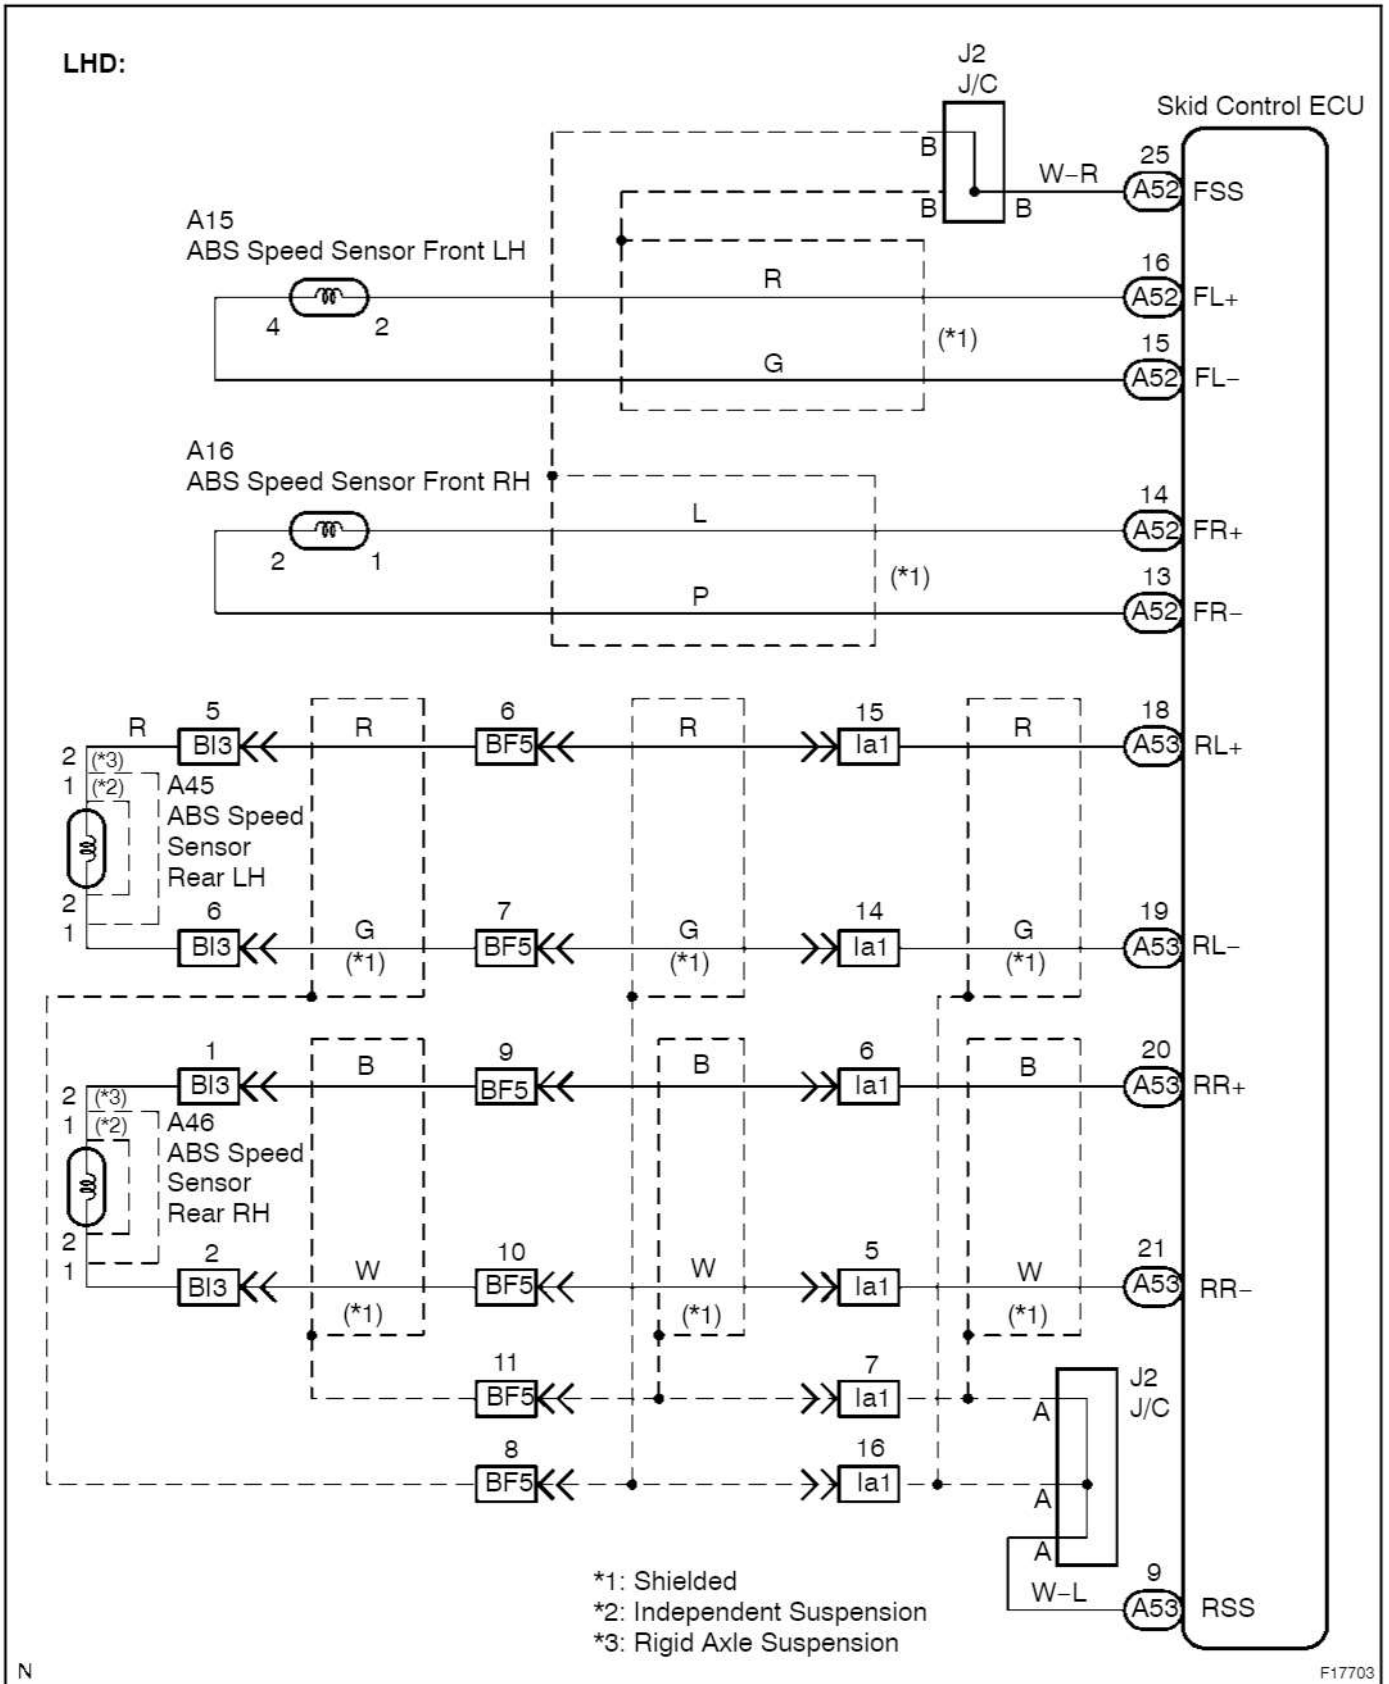 LHD:
J2
J/C
Skid Control ECU
B
W-R
25
A52
FSS
B
B
A15
ABS Speed Sensor Front LH
R
16
A52
FL+
4
2
(*1)
G
15
A52
FL-
A16
ABS Speed Sensor Front RH
L
14
A52
FR+
2
1
(*1)
P
13
A52
FR-
R
5
BI3
R
6
BF5
R
15
Ia1
R
18
A53
RL+
2
(*3)
1
(*2)
A45
ABS Speed
Sensor
Rear LH
2
1
6
BI3
G
(*1)
7
BF5
G
(*1)
14
Ia1
G
(*1)
19
A53
RL-
1
BI3
B
9
BF5
B
6
Ia1
B
20
A53
RR+
2
(*3)
1
(*2)
A46
ABS Speed
Sensor
Rear RH
2
1
2
BI3
W
(*1)
10
BF5
W
(*1)
5
Ia1
W
(*1)
21
A53
RR-
11
BF5
7
Ia1
A
J2
J/C
8
BF5
16
Ia1
A
A
W-L
9
A53
RSS
*1: Shielded
*2: Independent Suspension
*3: Rigid Axle Suspension
N
F17703